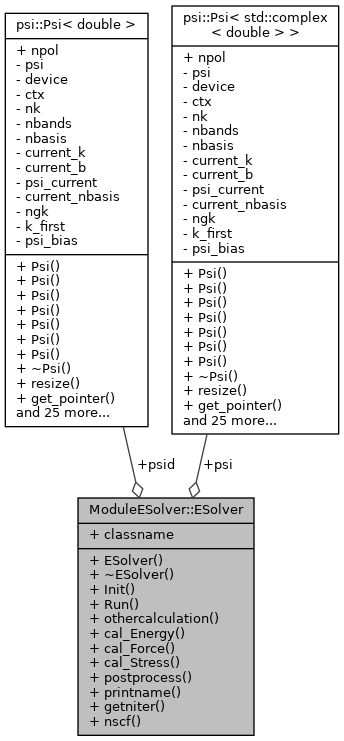 psi::Psi< double >
+ npol
- psi
- device
- ctx
- nk
- nbands
- nbasis
- current_k
- current_b
- psi_current
- current_nbasis
- ngk
- k_first
- psi_bias
+ Psi()
+ Psi()
+ Psi()
+ Psi()
+ Psi()
+ Psi()
+ Psi()
+ ~Psi()
+ resize()
+ get_pointer()
and 25 more...
psi::Psi< std::complex
< double > >
+ npol
- psi
- device
- ctx
- nk
- nbands
- nbasis
- current_k
- current_b
- psi_current
- current_nbasis
- ngk
- k_first
- psi_bias
+ Psi()
+ Psi()
+ Psi()
+ Psi()
+ Psi()
+ Psi()
+ Psi()
+ ~Psi()
+ resize()
+ get_pointer()
and 25 more...
+psid
+psi
ModuleESolver::ESolver
+ classname
+ ESolver()
+ ~ESolver()
+ Init()
+ Run()
+ othercalculation()
+ cal_Energy()
+ cal_Force()
+ cal_Stress()
+ postprocess()
+ printname()
+ getniter()
+ nscf()